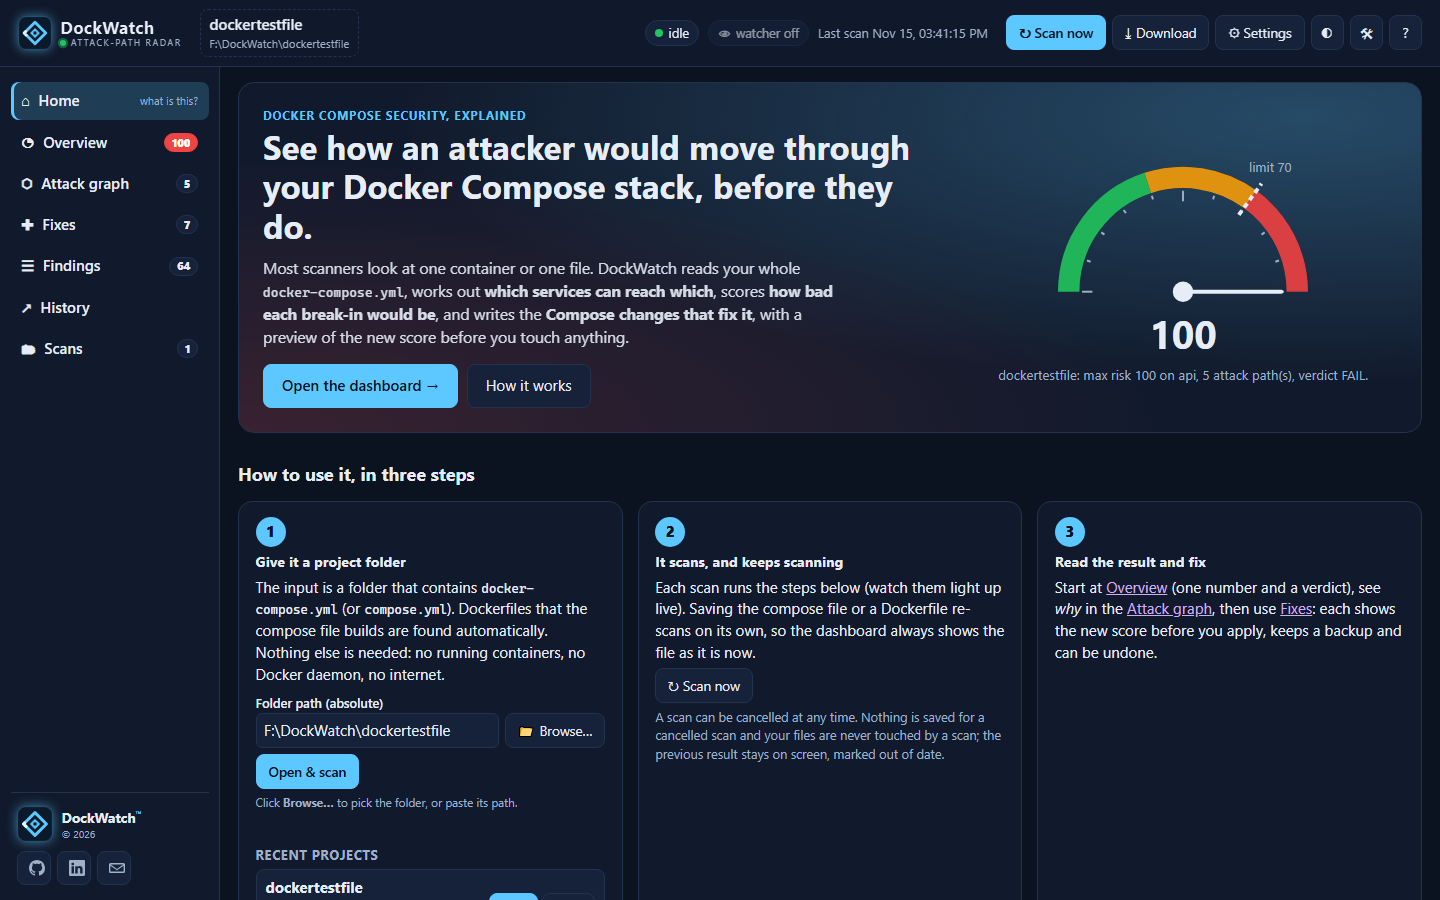 DockWatch
ATTACK-PATH RADAR
dockertestfile
F:\DockWatch\dockertestfile
idle
watcher off
Last scan Nov 15, 03:41:15 PM
↻ Scan now
Download
Settings
?
Home
what is this?
Overview
100
Attack graph
5
Fixes
7
Findings
64
History
Scans
1
DockWatch™
© 2026
DOCKER COMPOSE SECURITY, EXPLAINED
See how an attacker would move through
your Docker Compose stack, before they
do.
Most scanners look at one container or one file. DockWatch reads your whole
docker-compose.yml, works out which services can reach which, scores how bad
each break-in would be, and writes the Compose changes that fix it, with a
preview of the new score before you touch anything.
Open the dashboard →
How it works
limit 70
100
dockertestfile: max risk 100 on api, 5 attack path(s), verdict FAIL.
How to use it, in three steps
1
Give it a project folder
The input is a folder that contains docker-
compose.yml (or compose.yml). Dockerfiles that the
compose file builds are found automatically.
Nothing else is needed: no running containers, no
Docker daemon, no internet.
Folder path (absolute)
F:\DockWatch\dockertestfile
Browse...
Open & scan
Click Browse... to pick the folder, or paste its path.
RECENT PROJECTS
dockertestfile
2
It scans, and keeps scanning
Each scan runs the steps below (watch them light up
live). Saving the compose file or a Dockerfile re-
scans on its own, so the dashboard always shows the
file as it is now.
↻ Scan now
A scan can be cancelled at any time. Nothing is saved for a
cancelled scan and your files are never touched by a scan; the
previous result stays on screen, marked out of date.
3
Read the result and fix
Start at Overview (one number and a verdict), see
why in the Attack graph, then use Fixes: each shows
the new score before you apply, keeps a backup and
can be undone.